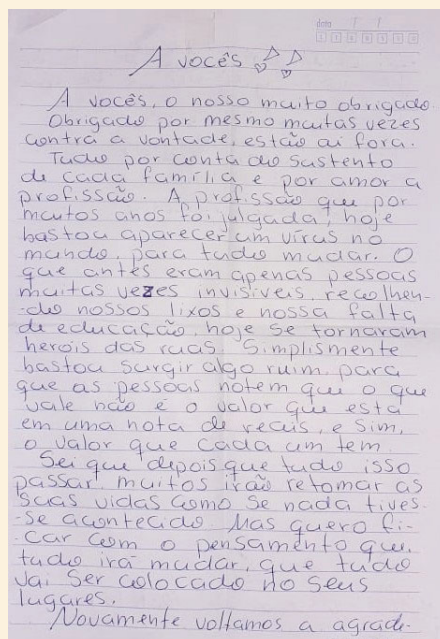 data / /
A vocês !!
A vocês, o nosso muito obrigado.
Obrigado por mesmo muitas vezes
contra a vontade, estão aí fora.
Tudo por conta do sustento
de cada família e por amor a
profissão. A profissão que por
muitos anos foi julgada, hoje
bastou aparecer um vírus no
mundo, para tudo mudar. O
que antes eram apenas pessoas
muitas vezes invisíveis, recolhen-
-do nossos lixos e nossa falta
de educação, hoje se tornaram
herois das ruas. Simplismente
bastou surgir algo ruim, para
que as pessoas notem que o que
vale não é o valor que está
em uma nota de reais, e sim,
o valor que cada um tem.
Sei que depois que tudo isso
passar, muitos irão retomar as
suas vidas como se nada tives-
-se acontecido. Mas quero fi-
-car com o pensamento que,
tudo irá mudar, que tudo
vai ser colocado no seus
lugares.
Novamente voltamos a agrade-